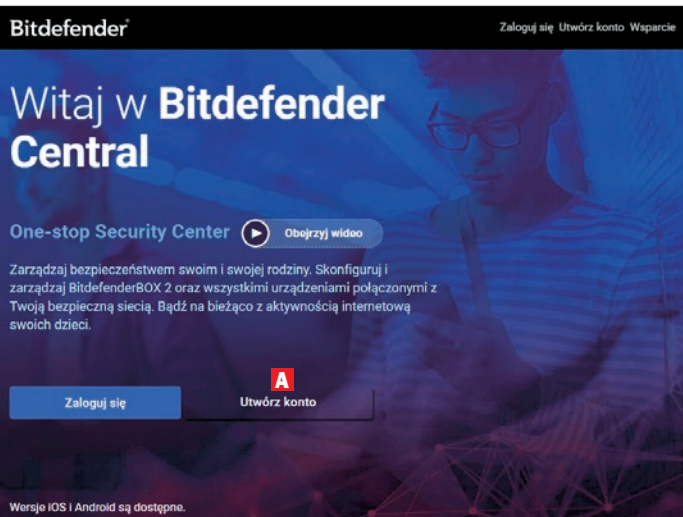 Bitdefender®
Zaloguj się Utwórz konto Wsparcie
Witaj w Bitdefender
Central
One-stop Security Center
Obejrzyj wideo
Zarządzaj bezpieczeństwem swoim i swojej rodziny. Skonfiguruj i
zarządzaj BitdefenderBOX 2 oraz wszystkimi urządzeniami połączonymi z
Twoją bezpieczną siecią. Bądź na bieżąco z aktywnością internetową
swoich dzieci.
A
Zaloguj się
Utwórz konto
Wersje iOS i Android są dostępne.